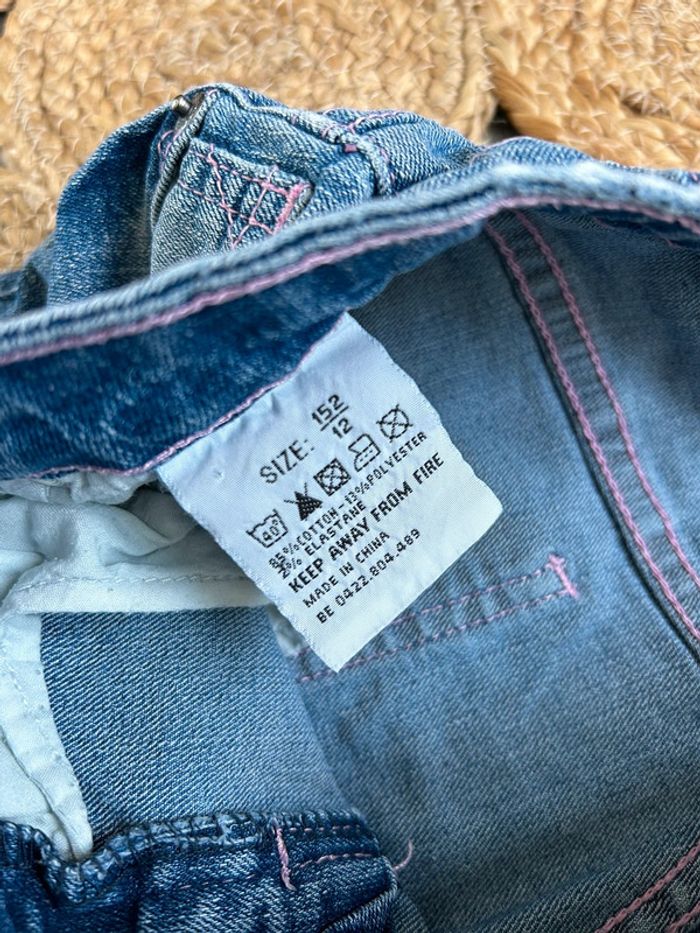 SIZE: 152/12
40
85%COTTON-13%POLYESTER
2% ELASTANE
KEEP AWAY FROM FIRE
MADE IN CHINA
BE 0422.804.489